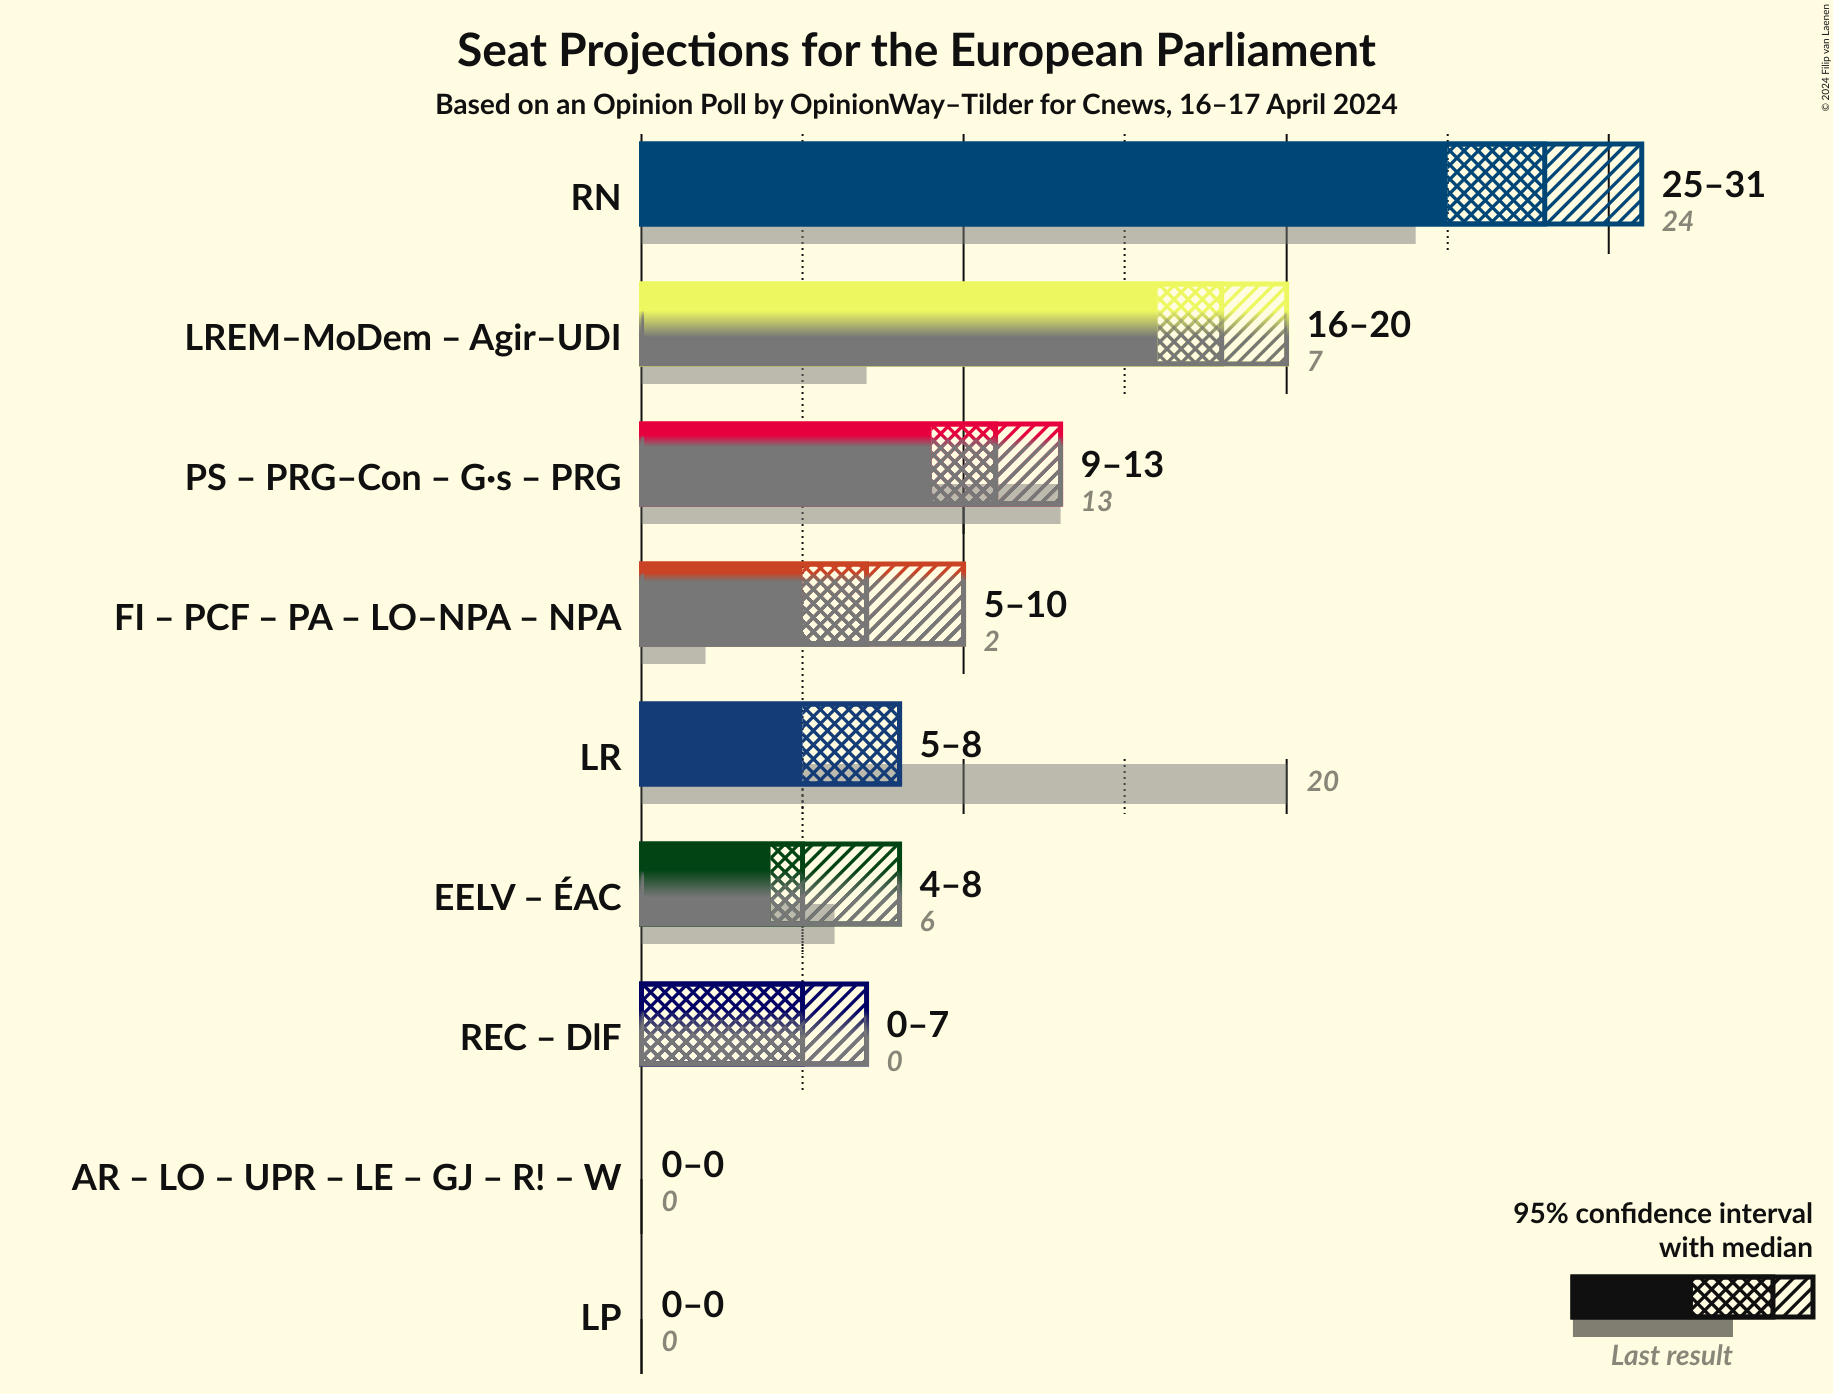 Seat Projections for the European Parliament
Based on an Opinion Poll by OpinionWay–Tilder for Cnews, 16–17 April 2024
© 2024 Filip van Laenen
RN
25–31
24
LREM–MoDem – Agir–UDI
16–20
7
PS – PRG–Con – G·s – PRG
9–13
13
FI – PCF – PA – LO–NPA – NPA
5–10
2
LR
5–8
20
EELV – ÉAC
4–8
6
REC – DlF
0–7
0
AR – LO – UPR – LE – GJ – R! – W
0–0
0
LP
0–0
0
95% confidence interval
with median
Last result